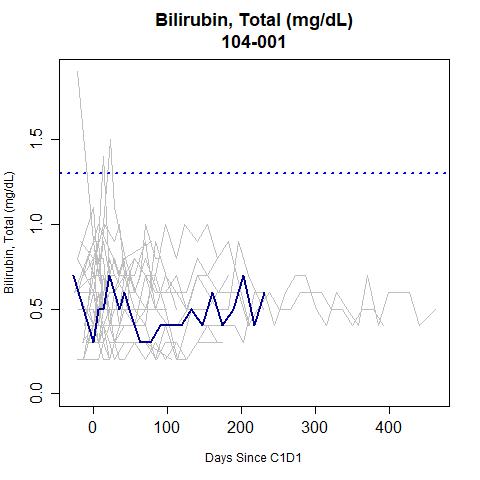 Bilirubin, Total (mg/dL)
104-001
Bilirubin, Total (mg/dL)
1.5
1.0
0.5
0.0
0 100 200 300 400
Days Since C1D1